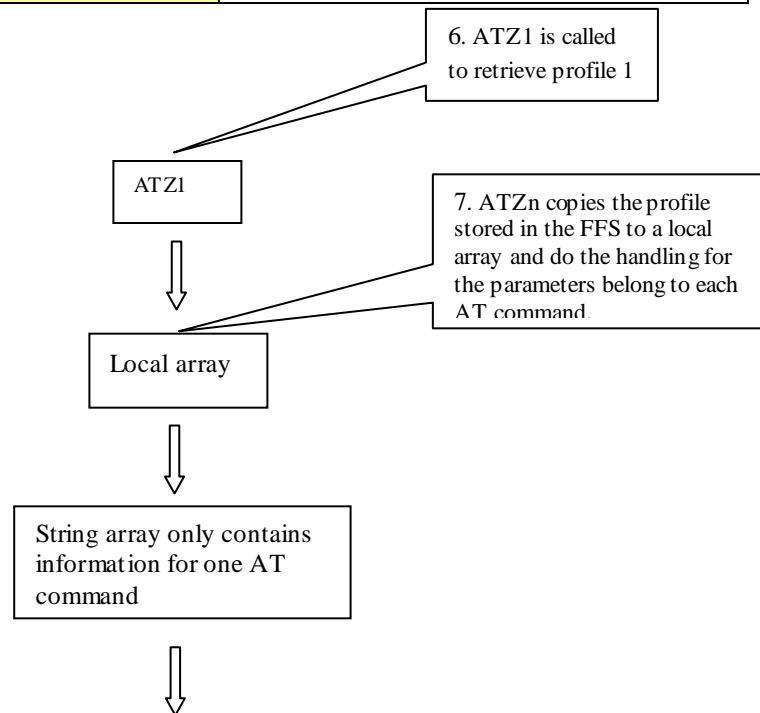 6. ATZ1 is called
to retrieve profile 1
ATZ1
7. ATZn copies the profile
stored in the FFS to a local
array and do the handling for
the parameters belong to each
AT command.
Local array
String array only contains
information for one AT
command